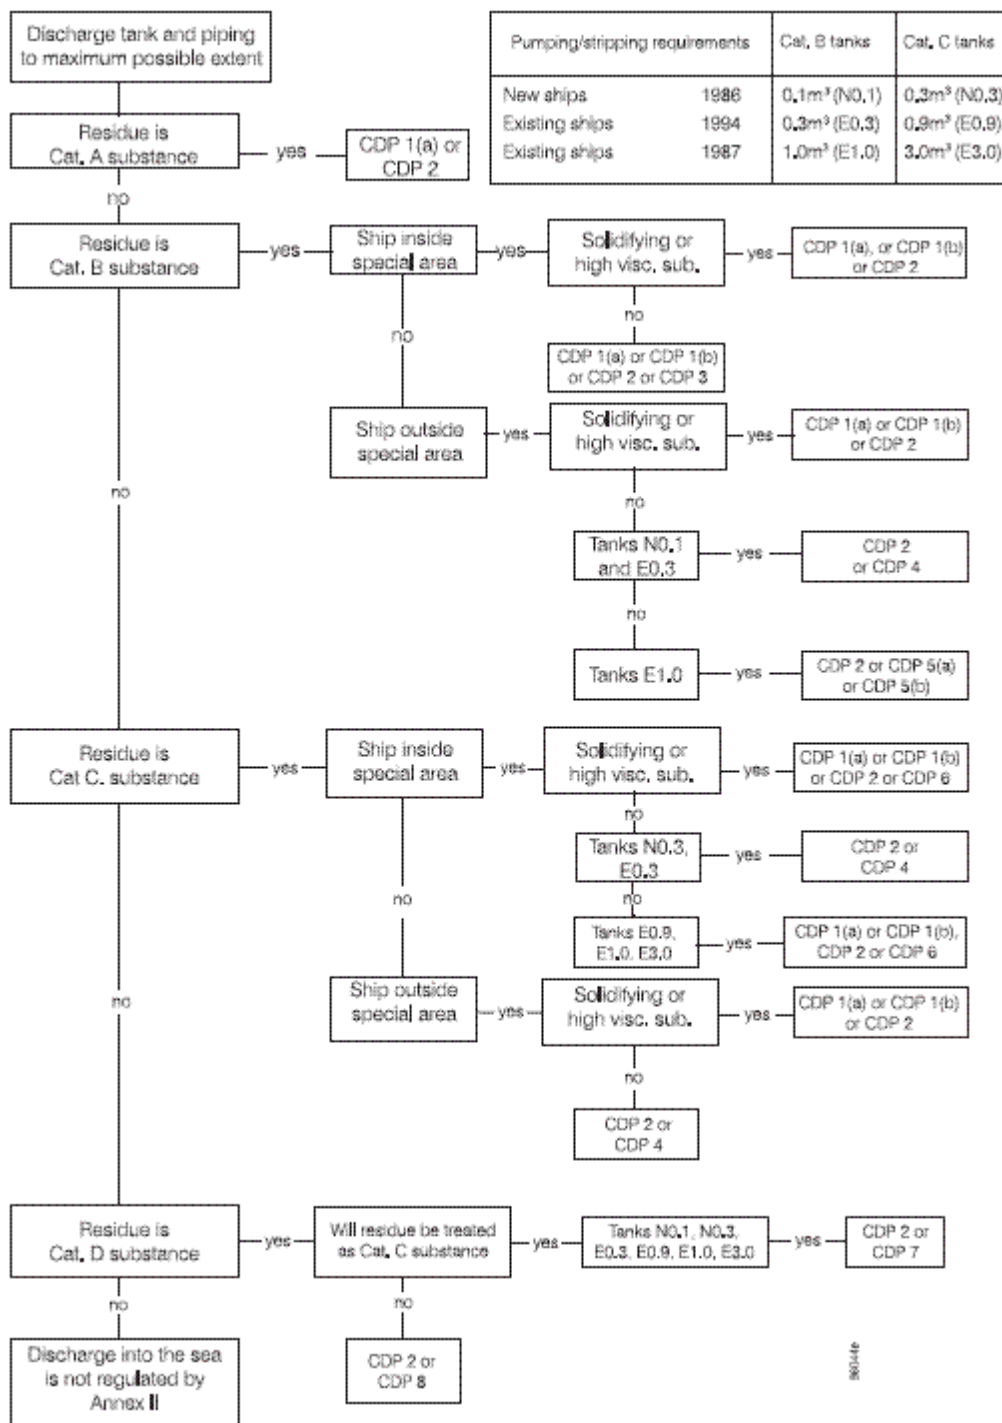 Discharge tank and piping
to maximum possible extent
Pumping/stripping requirements Cat. B tanks Cat. C tanks
New ships 1986 0.1m³ (N0.1) 0.3m³ (N0.3)
Existing ships 1994 0.3m³ (E0.3) 0.9m³ (E0.9)
Existing ships 1987 1.0m³ (E1.0) 3.0m³ (E3.0)
Residue is
Cat. A substance
yes
CDP 1(a) or
CDP 2
no
Residue is
Cat. B substance
yes
Ship inside
special area
yes
Solidifying or
high visc. sub.
yes
CDP 1(a), or CDP 1(b)
or CDP 2
no
no
CDP 1(a) or CDP 1(b)
or CDP 2 or CDP 3
Ship outside
special area
yes
Solidifying or
high visc. sub.
yes
CDP 1(a) or CDP 1(b)
or CDP 2
no
no
Tanks N0.1
and E0.3
yes
CDP 2
or CDP 4
no
Tanks E1.0
yes
CDP 2 or CDP 5(a)
or CDP 5(b)
Residue is
Cat C. substance
yes
Ship inside
special area
yes
Solidifying or
high visc. sub.
yes
CDP 1(a) or CDP 1(b)
or CDP 2 or CDP 6
no
Tanks N0.3,
E0.3
yes
CDP 2 or
CDP 4
no
no
Tanks E0.9,
E1.0, E3.0
yes
CDP 1(a) or CDP 1(b),
CDP 2 or CDP 6
no
Ship outside
special area
yes
Solidifying or
high visc. sub.
yes
CDP 1(a) or CDP 1(b)
or CDP 2
no
CDP 2 or
CDP 4
Residue is
Cat. D substance
yes
Will residue be treated
as Cat. C substance
yes
Tanks N0.1, N0.3,
E0.3, E0.9, E1.0, E3.0
yes
CDP 2 or
CDP 7
no
no
Discharge into the sea
is not regulated by
Annex II
CDP 2 or
CDP 8